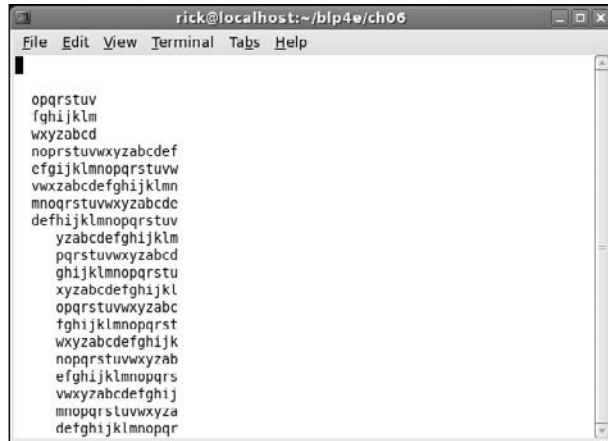 rick@localhost:~/blp4e/ch06
File Edit View Terminal Tabs Help
opqrstuv
fghijklm
wxyzabcd
noprstuvwxyzabcdef
efgijklmnopqrstuvw
vwxzabcdefghijklmn
mnoqrstuvwxyzabcde
defhijklmnopqrstuv
yzabcdefghijklm
pqrstuvwxyzabcd
ghijklmnopqrstu
xyzabcdefghijkl
opqrstuvwxyzabc
fghijklmnopqrst
wxyzabcdefghijk
nopqrstuvwxyzab
efghijklmnopqrs
vwxyzabcdefghij
mnopqrstuvwxyza
defghijklmnopqr